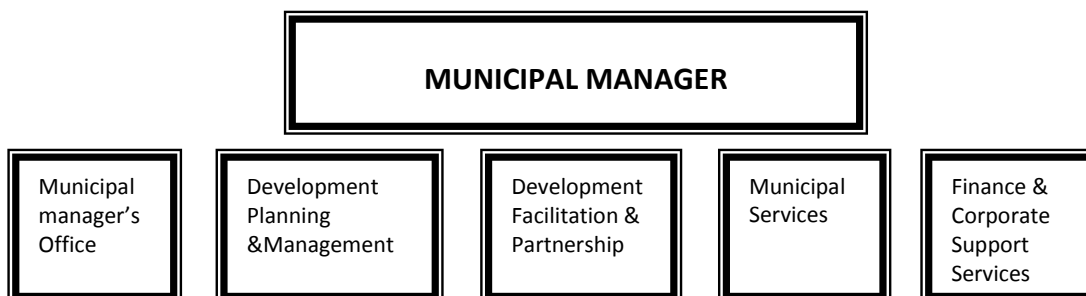 MUNICIPAL MANAGER
Municipal
manager’s
Office
Development
Planning
&Management
Development
Facilitation &
Partnership
Municipal
Services
Finance &
Corporate
Support
Services